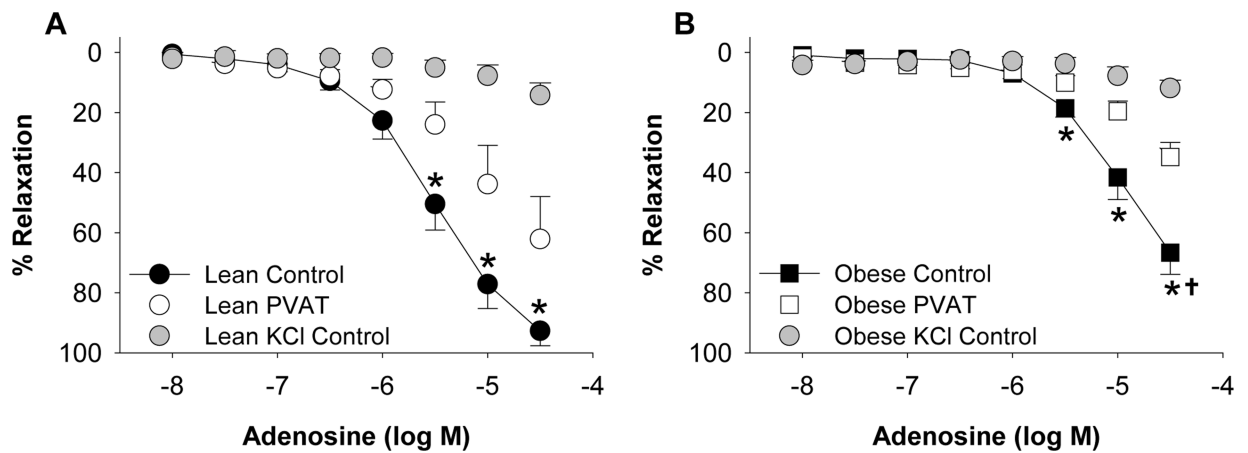 A
B
0
20
40
60
80
100
% Relaxation
*
*
*
Lean Control
Lean PVAT
Lean KCl Control
-8
-7
-6
-5
-4
Adenosine (log M)
0
20
40
60
80
100
% Relaxation
*
*
*†
Obese Control
Obese PVAT
Obese KCl Control
-8
-7
-6
-5
-4
Adenosine (log M)